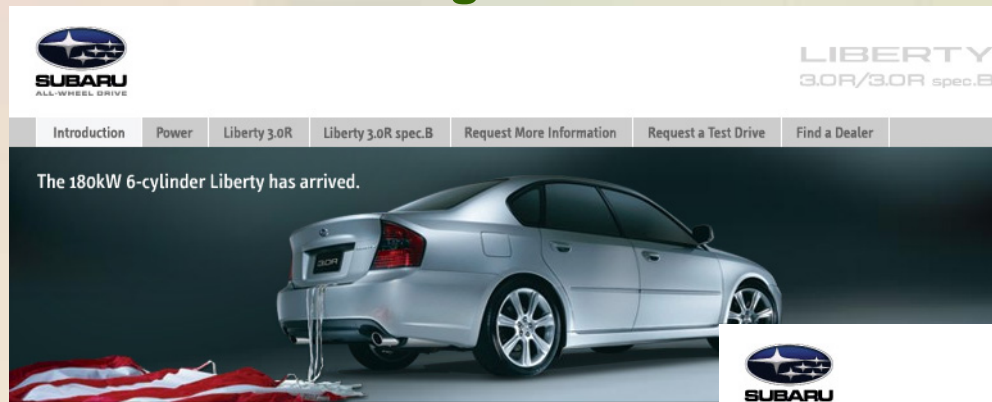 SUBARU
ALL-WHEEL DRIVE
LIBERTY
3.0R/3.0R spec.B
Introduction Power Liberty 3.0R Liberty 3.0R spec.B Request More Information Request a Test Drive Find a Dealer
The 180kW 6-cylinder Liberty has arrived.
3.0R
SUBARU